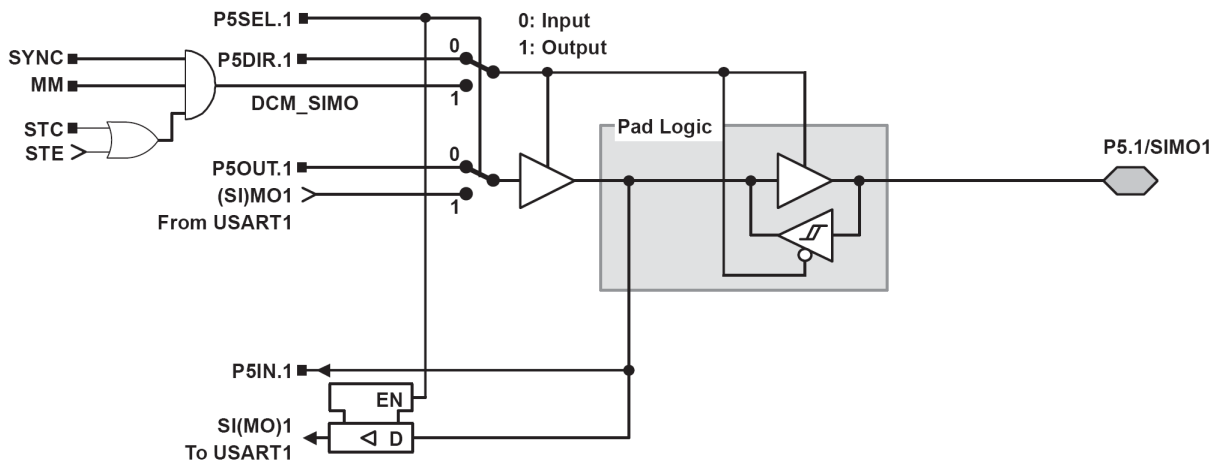 P5SEL.1
0: Input
1: Output
SYNC
P5DIR.1
0
MM
DCM_SIMO
1
STC
STE
Pad Logic
P5.1/SIMO1
P5OUT.1
0
(SI)MO1
1
From USART1
P5IN.1
EN
SI(MO)1
D
To USART1